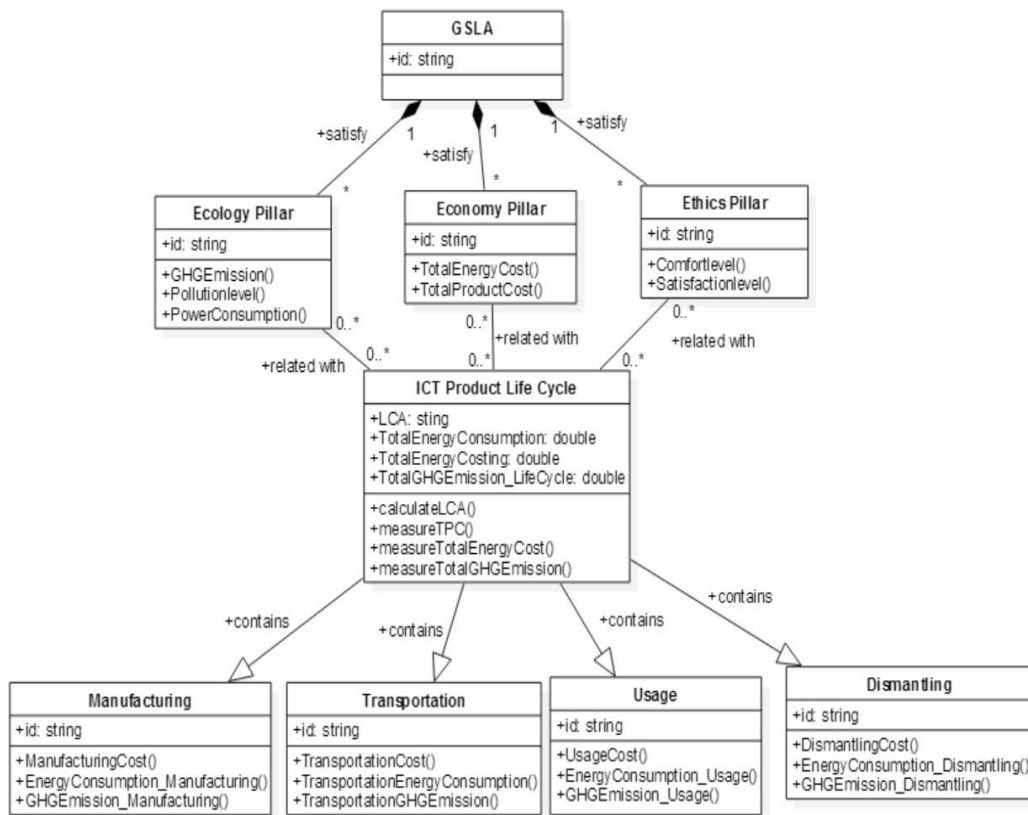 GSLA
+id: string
+satisfy
1
+satisfy
1
+satisfy
1
*
*
*
Ecology Pillar
+id: string
+GHGEmission()
+Pollutionlevel()
+PowerConsumption()
Economy Pillar
+id: string
+TotalEnergyCost()
+TotalProductCost()
Ethics Pillar
+id: string
+Comfortlevel()
+Satisfactionlevel()
0..*
+related with
0..*
0..*
+related with
0..*
0..*
+related with
0..*
ICT Product Life Cycle
+LCA: sting
+TotalEnergyConsumption: double
+TotalEnergyCosting: double
+TotalGHGEmission_LifeCycle: double
+calculateLCA()
+measureTPC()
+measureTotalEnergyCost()
+measureTotalGHGEmission()
+contains
+contains
+contains
+contains
Manufacturing
+id: string
+ManufacturingCost()
+EnergyConsumption_Manufacturing()
+GHGEmission_Manufacturing()
Transportation
+id: string
+TransportationCost()
+TransportationEnergyConsumption()
+TransportationGHGEmission()
Usage
+id: string
+UsageCost()
+EnergyConsumption_Usage()
+GHGEmission_Usage()
Dismantling
+id: string
+DismantlingCost()
+EnergyConsumption_Dismantling()
+GHGEmission_Dismantling()